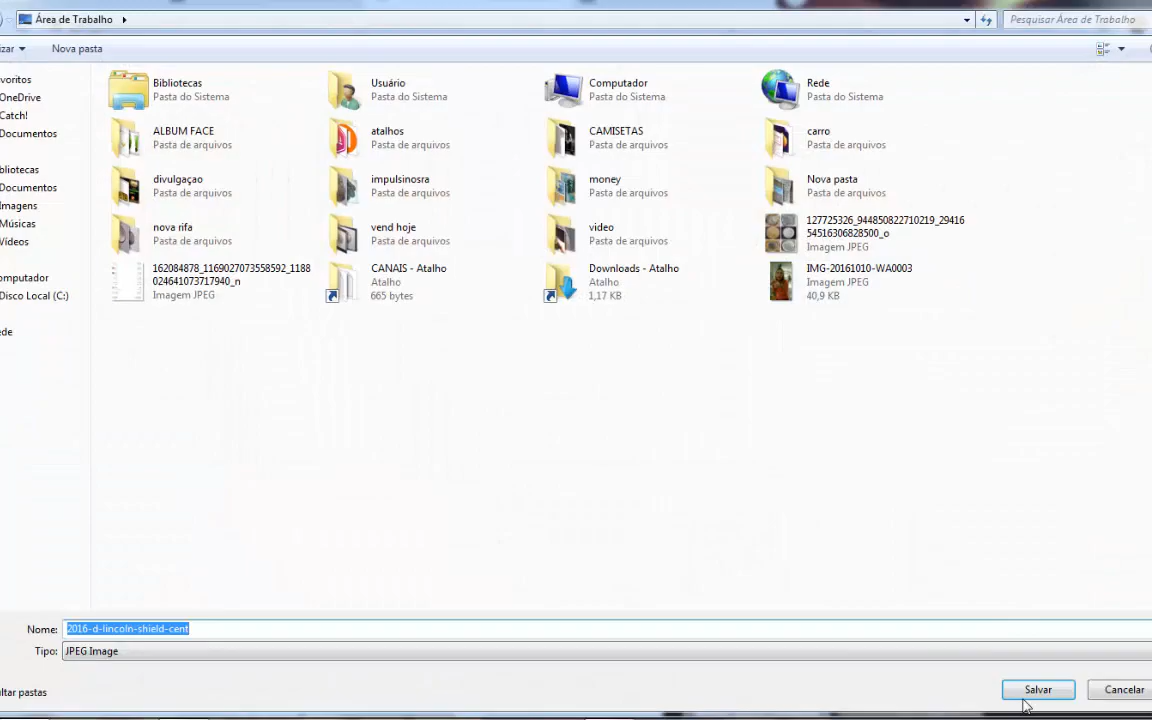 Área de Trabalho
Pesquisar Área de Trabalho
zar
Nova pasta
voritos
OneDrive
Catch!
Documentos
bliotecas
Documentos
Imagens
Músicas
Vídeos
omputador
Disco Local (C:)
ede
Bibliotecas
Pasta do Sistema
Usuário
Pasta do Sistema
Computador
Pasta do Sistema
Rede
Pasta do Sistema
ALBUM FACE
Pasta de arquivos
atalhos
Pasta de arquivos
CAMISETAS
Pasta de arquivos
carro
Pasta de arquivos
divulgaçao
Pasta de arquivos
impulsinosra
Pasta de arquivos
money
Pasta de arquivos
Nova pasta
Pasta de arquivos
nova rifa
Pasta de arquivos
vend hoje
Pasta de arquivos
video
Pasta de arquivos
127725326_944850822710219_29416
54516306828500_o
Imagem JPEG
162084878_1169027073558592_1188
024641073717940_n
Imagem JPEG
CANAIS - Atalho
Atalho
665 bytes
Downloads - Atalho
Atalho
1,17 KB
IMG-20161010-WA0003
Imagem JPEG
40,9 KB
Nome: 2016-d-lincoln-shield-cent
Tipo: JPEG Image
ltar pastas
Salvar
Cancelar